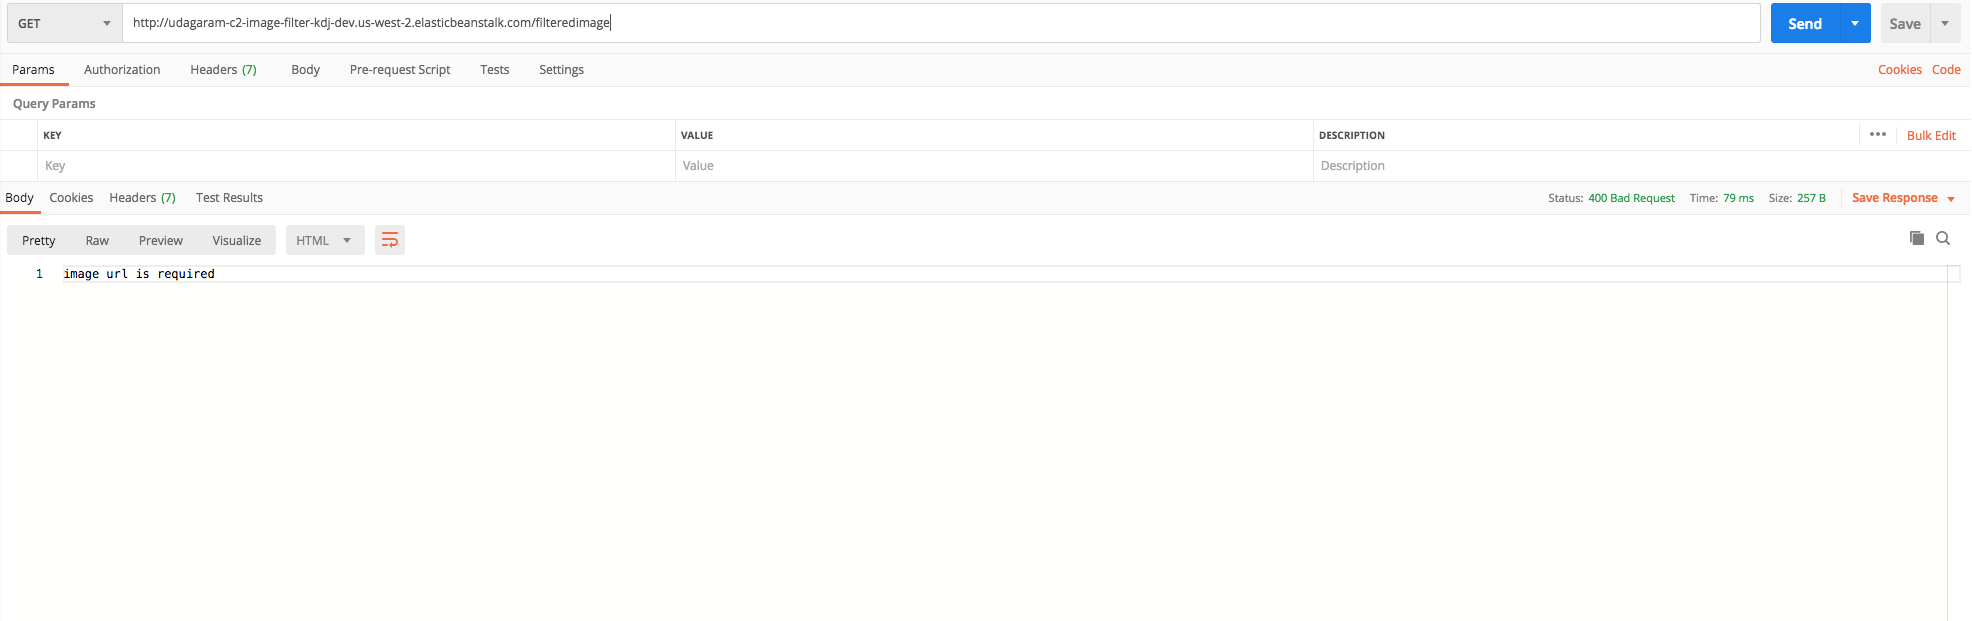 GET http://udagaram-c2-image-filter-kdj-dev.us-west-2.elasticbeanstalk.com/filteredimage Send Save
Params Authorization Headers (7) Body Pre-request Script Tests Settings Cookies Code
Query Params
KEY VALUE DESCRIPTION ••• Bulk Edit
Key Value Description
Body Cookies Headers (7) Test Results Status: 400 Bad Request Time: 79 ms Size: 257 B Save Response
Pretty Raw Preview Visualize HTML
1 image url is required